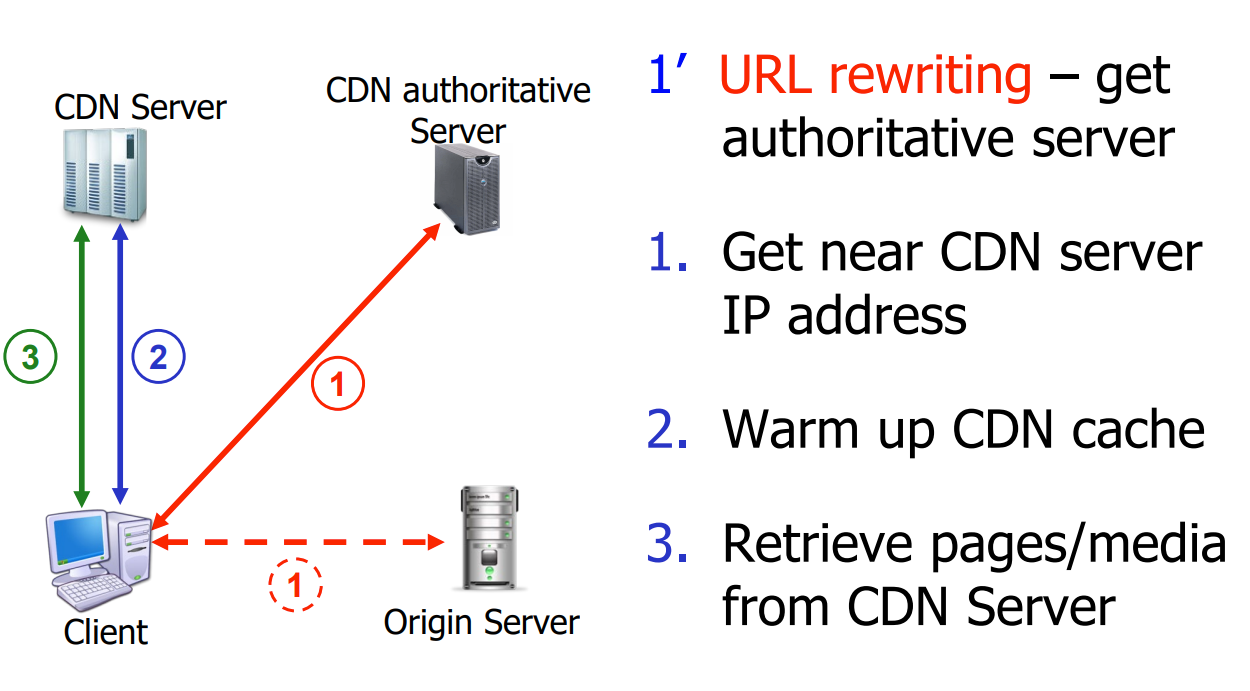 CDN Server
CDN authoritative
Server
3
2
1
1
Client
Origin Server
1’ URL rewriting – get
authoritative server
1. Get near CDN server
IP address
2. Warm up CDN cache
3. Retrieve pages/media
from CDN Server